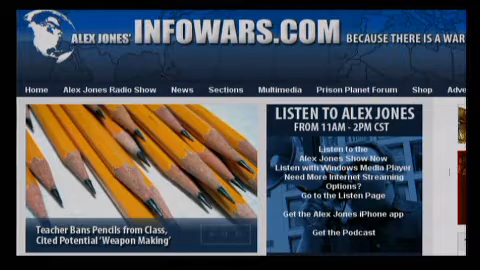 ALEX JONES' INFOWARS.COM BECAUSE THERE IS A WAR
Home Alex Jones Radio Show News Sections Multimedia Prison Planet Forum Shop Adve
LISTEN TO ALEX JONES
FROM 11AM - 2PM CST
Listen to the
Alex Jones Show Now
Listen with Windows Media Player
Need More Internet Streaming
Options?
Go to the Listen Page
Get the Alex Jones iPhone app
Get the Podcast
Teacher Bans Pencils from Class,
Cited Potential 'Weapon Making'